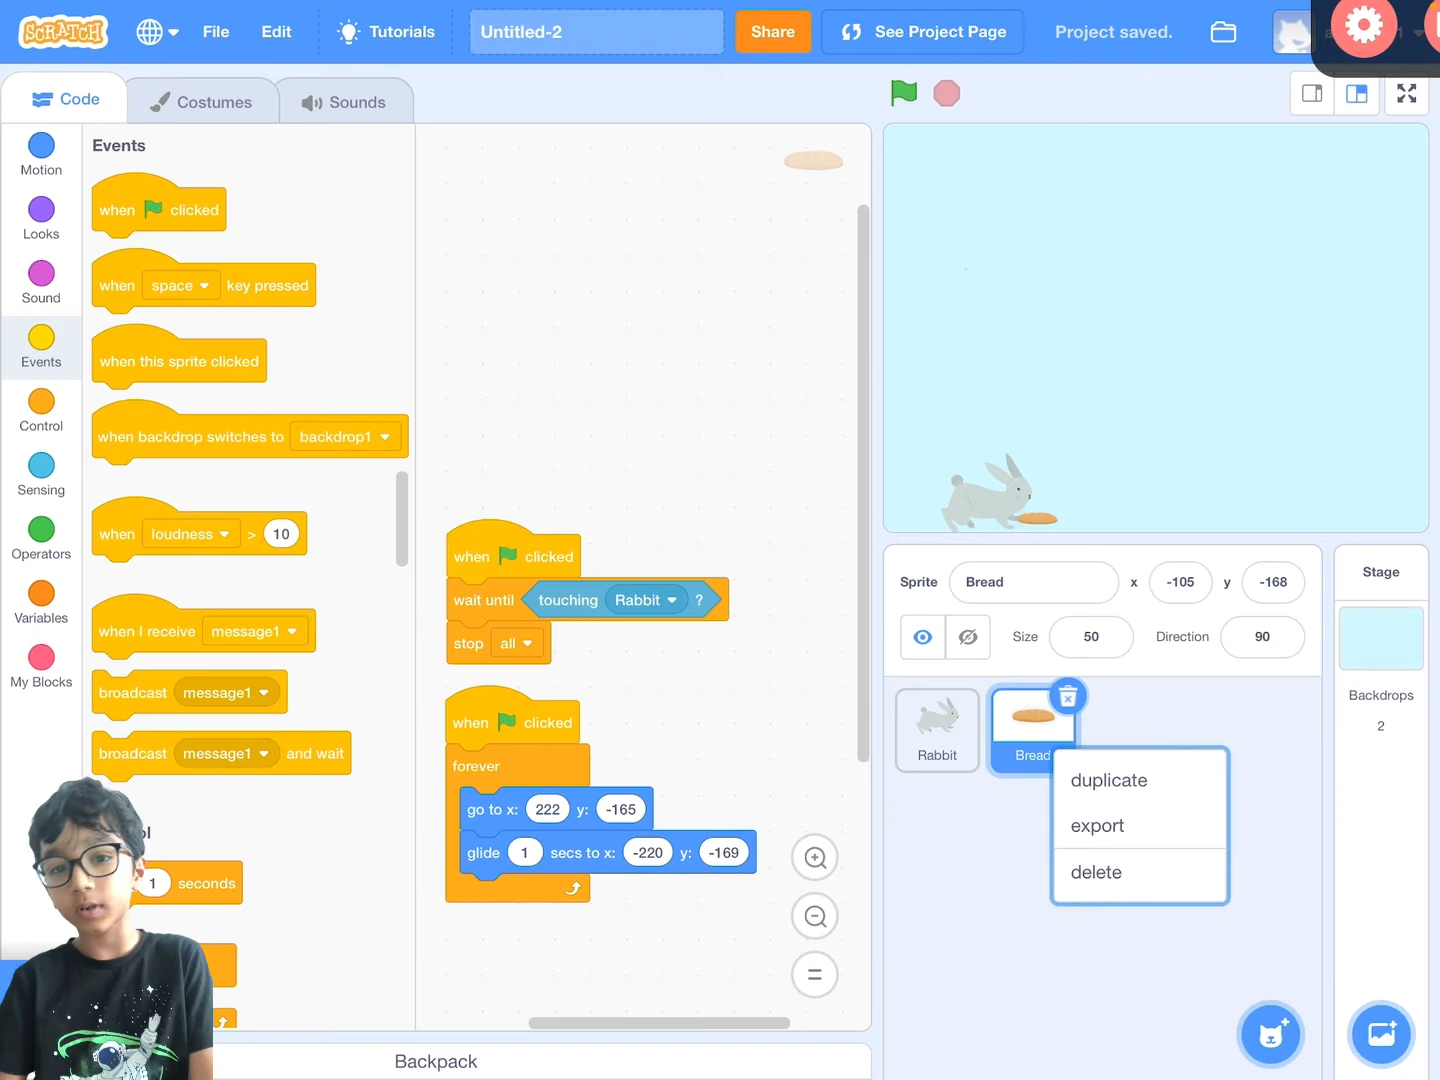 SCRATCH
File
Edit
Tutorials
Untitled-2
Share
See Project Page
Project saved.
Code
Costumes
Sounds
Motion
Looks
Sound
Events
Control
Sensing
Operators
Variables
My Blocks
Events
when clicked
when space key pressed
when this sprite clicked
when backdrop switches to backdrop1
when loudness > 10
when I receive message1
broadcast message1
broadcast message1 and wait
1 seconds
when clicked
wait until touching Rabbit ?
stop all
when clicked
forever
go to x: 222 y: -165
glide 1 secs to x: -220 y: -169
Backpack
Sprite Bread x -105 y -168
Size 50 Direction 90
Rabbit
Bread
duplicate
export
delete
Stage
Backdrops
2